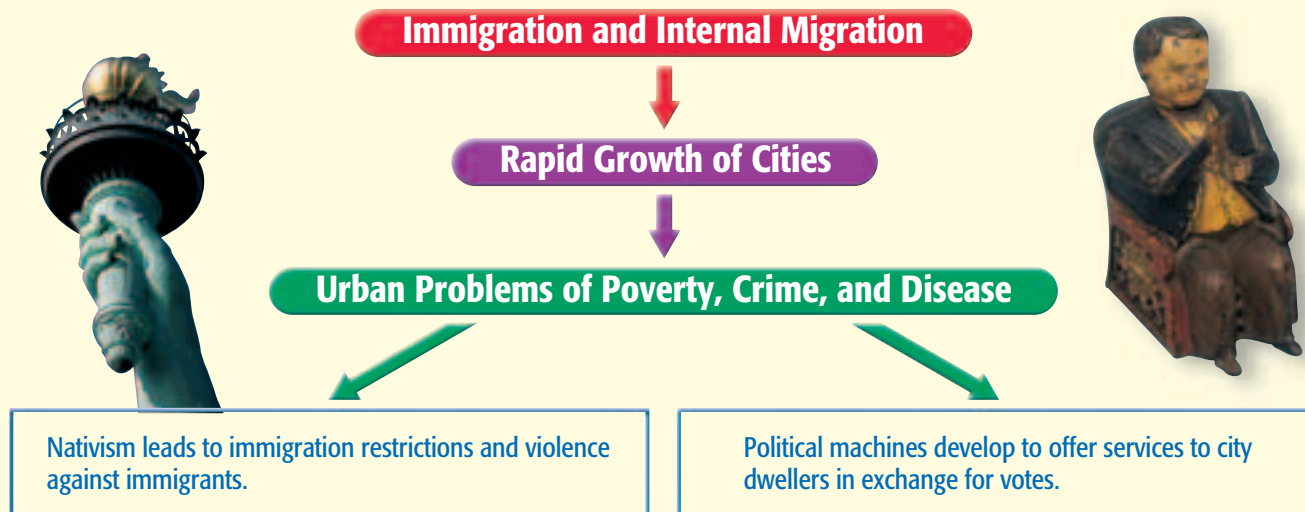 Immigration and Internal Migration
Rapid Growth of Cities
Urban Problems of Poverty, Crime, and Disease
Nativism leads to immigration restrictions and violence
against immigrants.
Political machines develop to offer services to city
dwellers in exchange for votes.